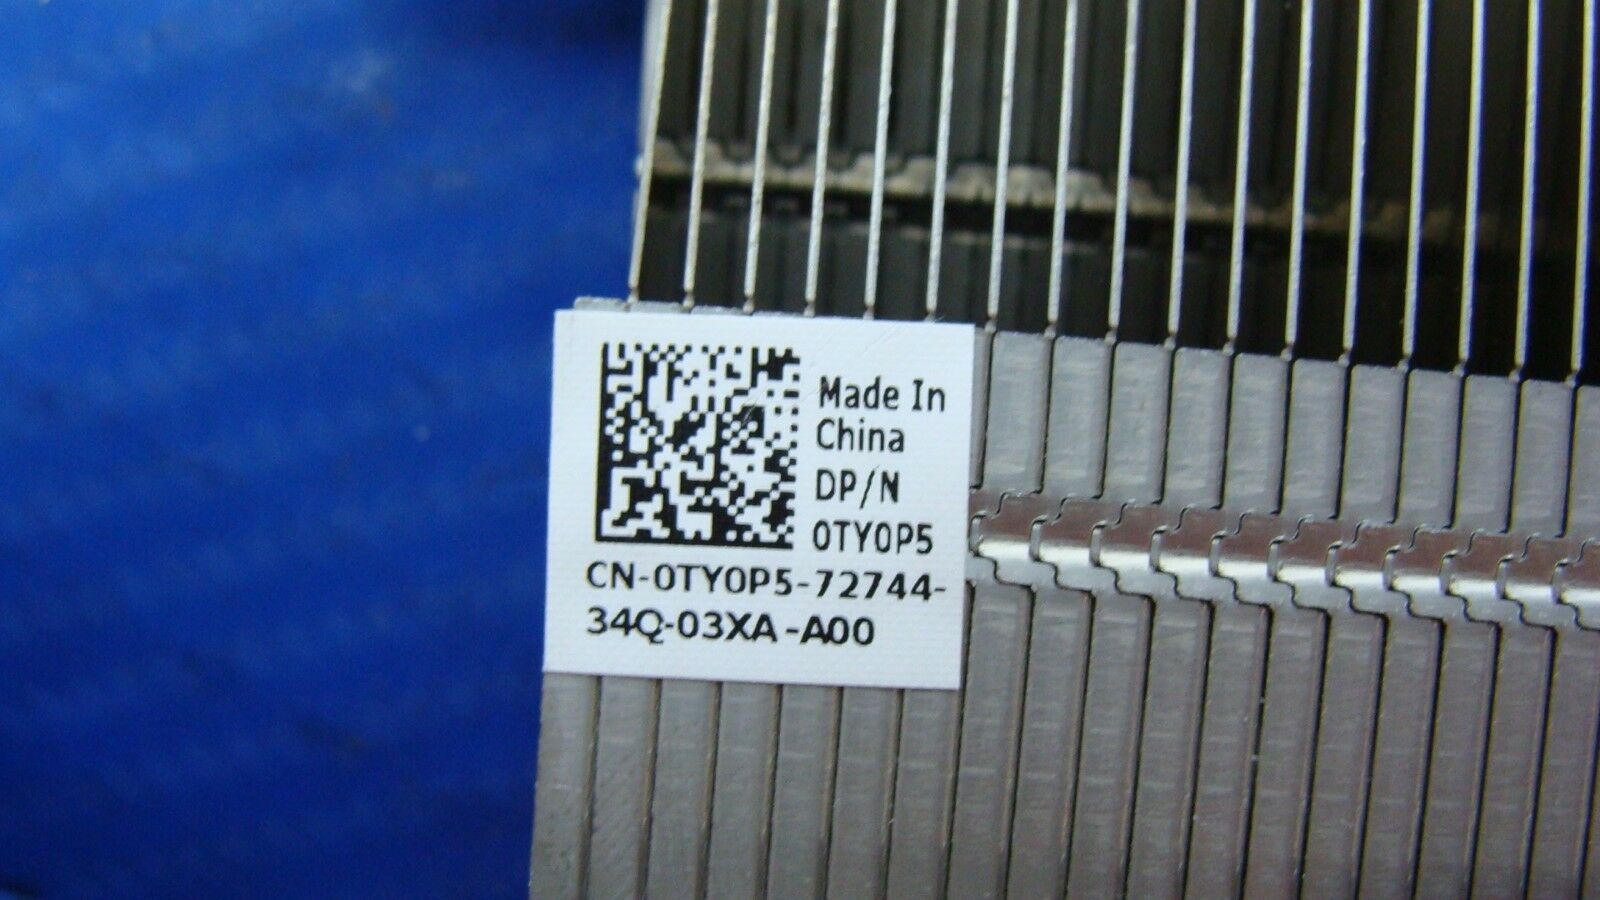 Made In
China
DP/N
0TY0P5
CN-0TY0P5-72744-
34Q-03XA-A00